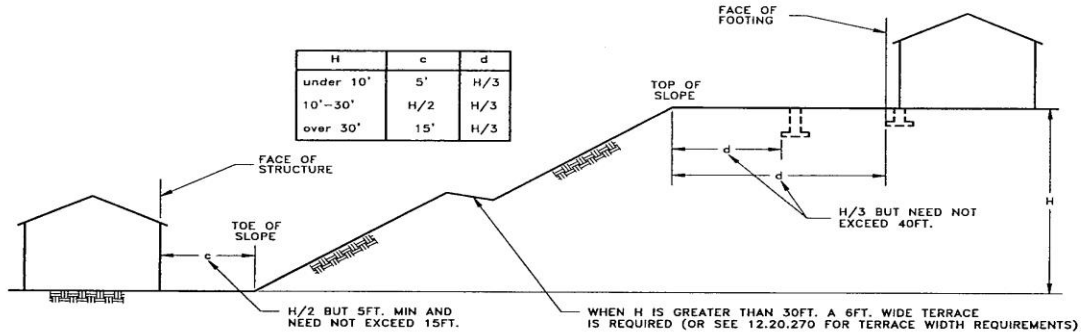 FACE OF
FOOTING
H c d
under 10' 5' H/3
10'-30' H/2 H/3
over 30' 15' H/3
TOP OF
SLOPE
FACE OF
STRUCTURE
d
d
H
TOE OF
SLOPE
H/3 BUT NEED NOT
EXCEED 40FT.
c
H/2 BUT 5FT. MIN AND
NEED NOT EXCEED 15FT.
WHEN H IS GREATER THAN 30FT. A 6FT. WIDE TERRACE
IS REQUIRED (OR SEE 12.20.270 FOR TERRACE WIDTH REQUIREMENTS)